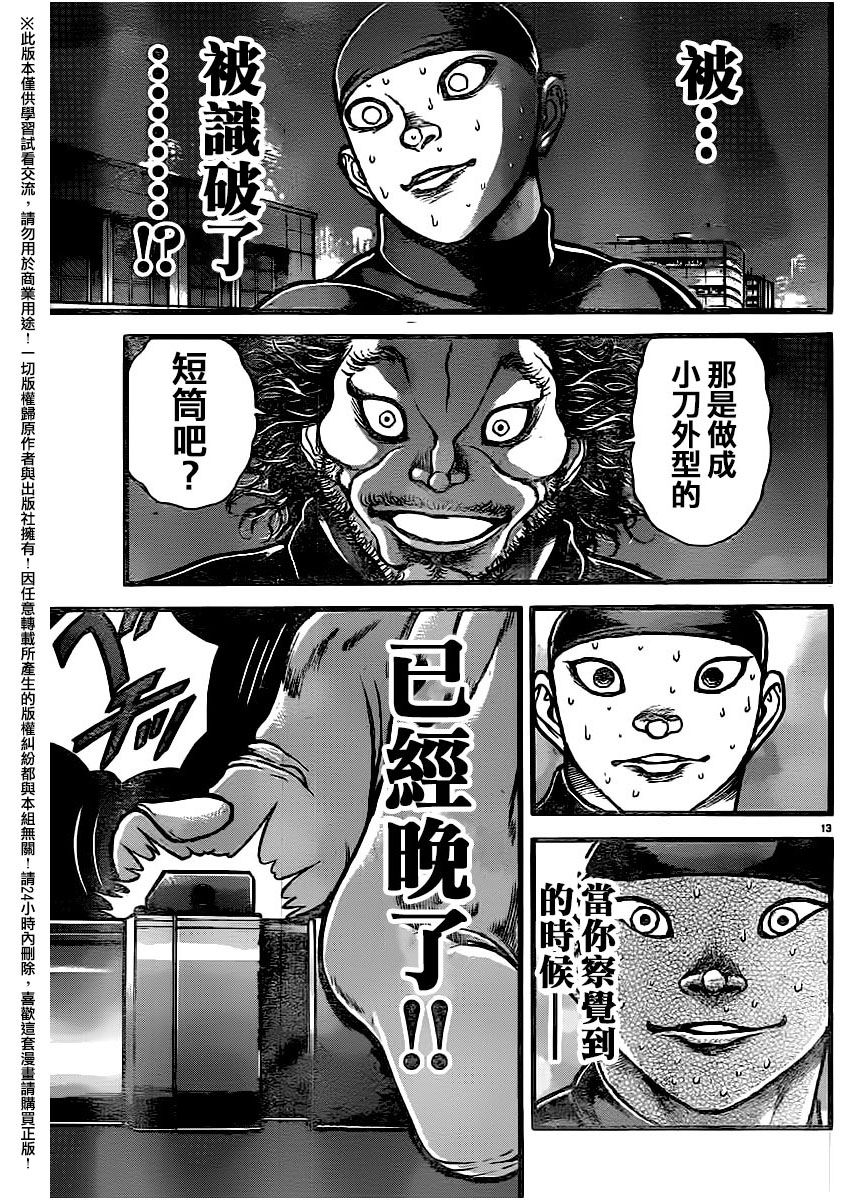 被…
被識破了
…………!?
那是做成
小刀外型的
短筒吧？
13
當你察覺到
的時候——
已經晚了!!
※此版本僅供學習試看交流，請勿用於商業用途！一切版權歸原作者與出版社擁有！因任意轉載所產生的版權糾紛都與本組無關！請24小時內刪除，喜歡這套漫畫請購買正版！